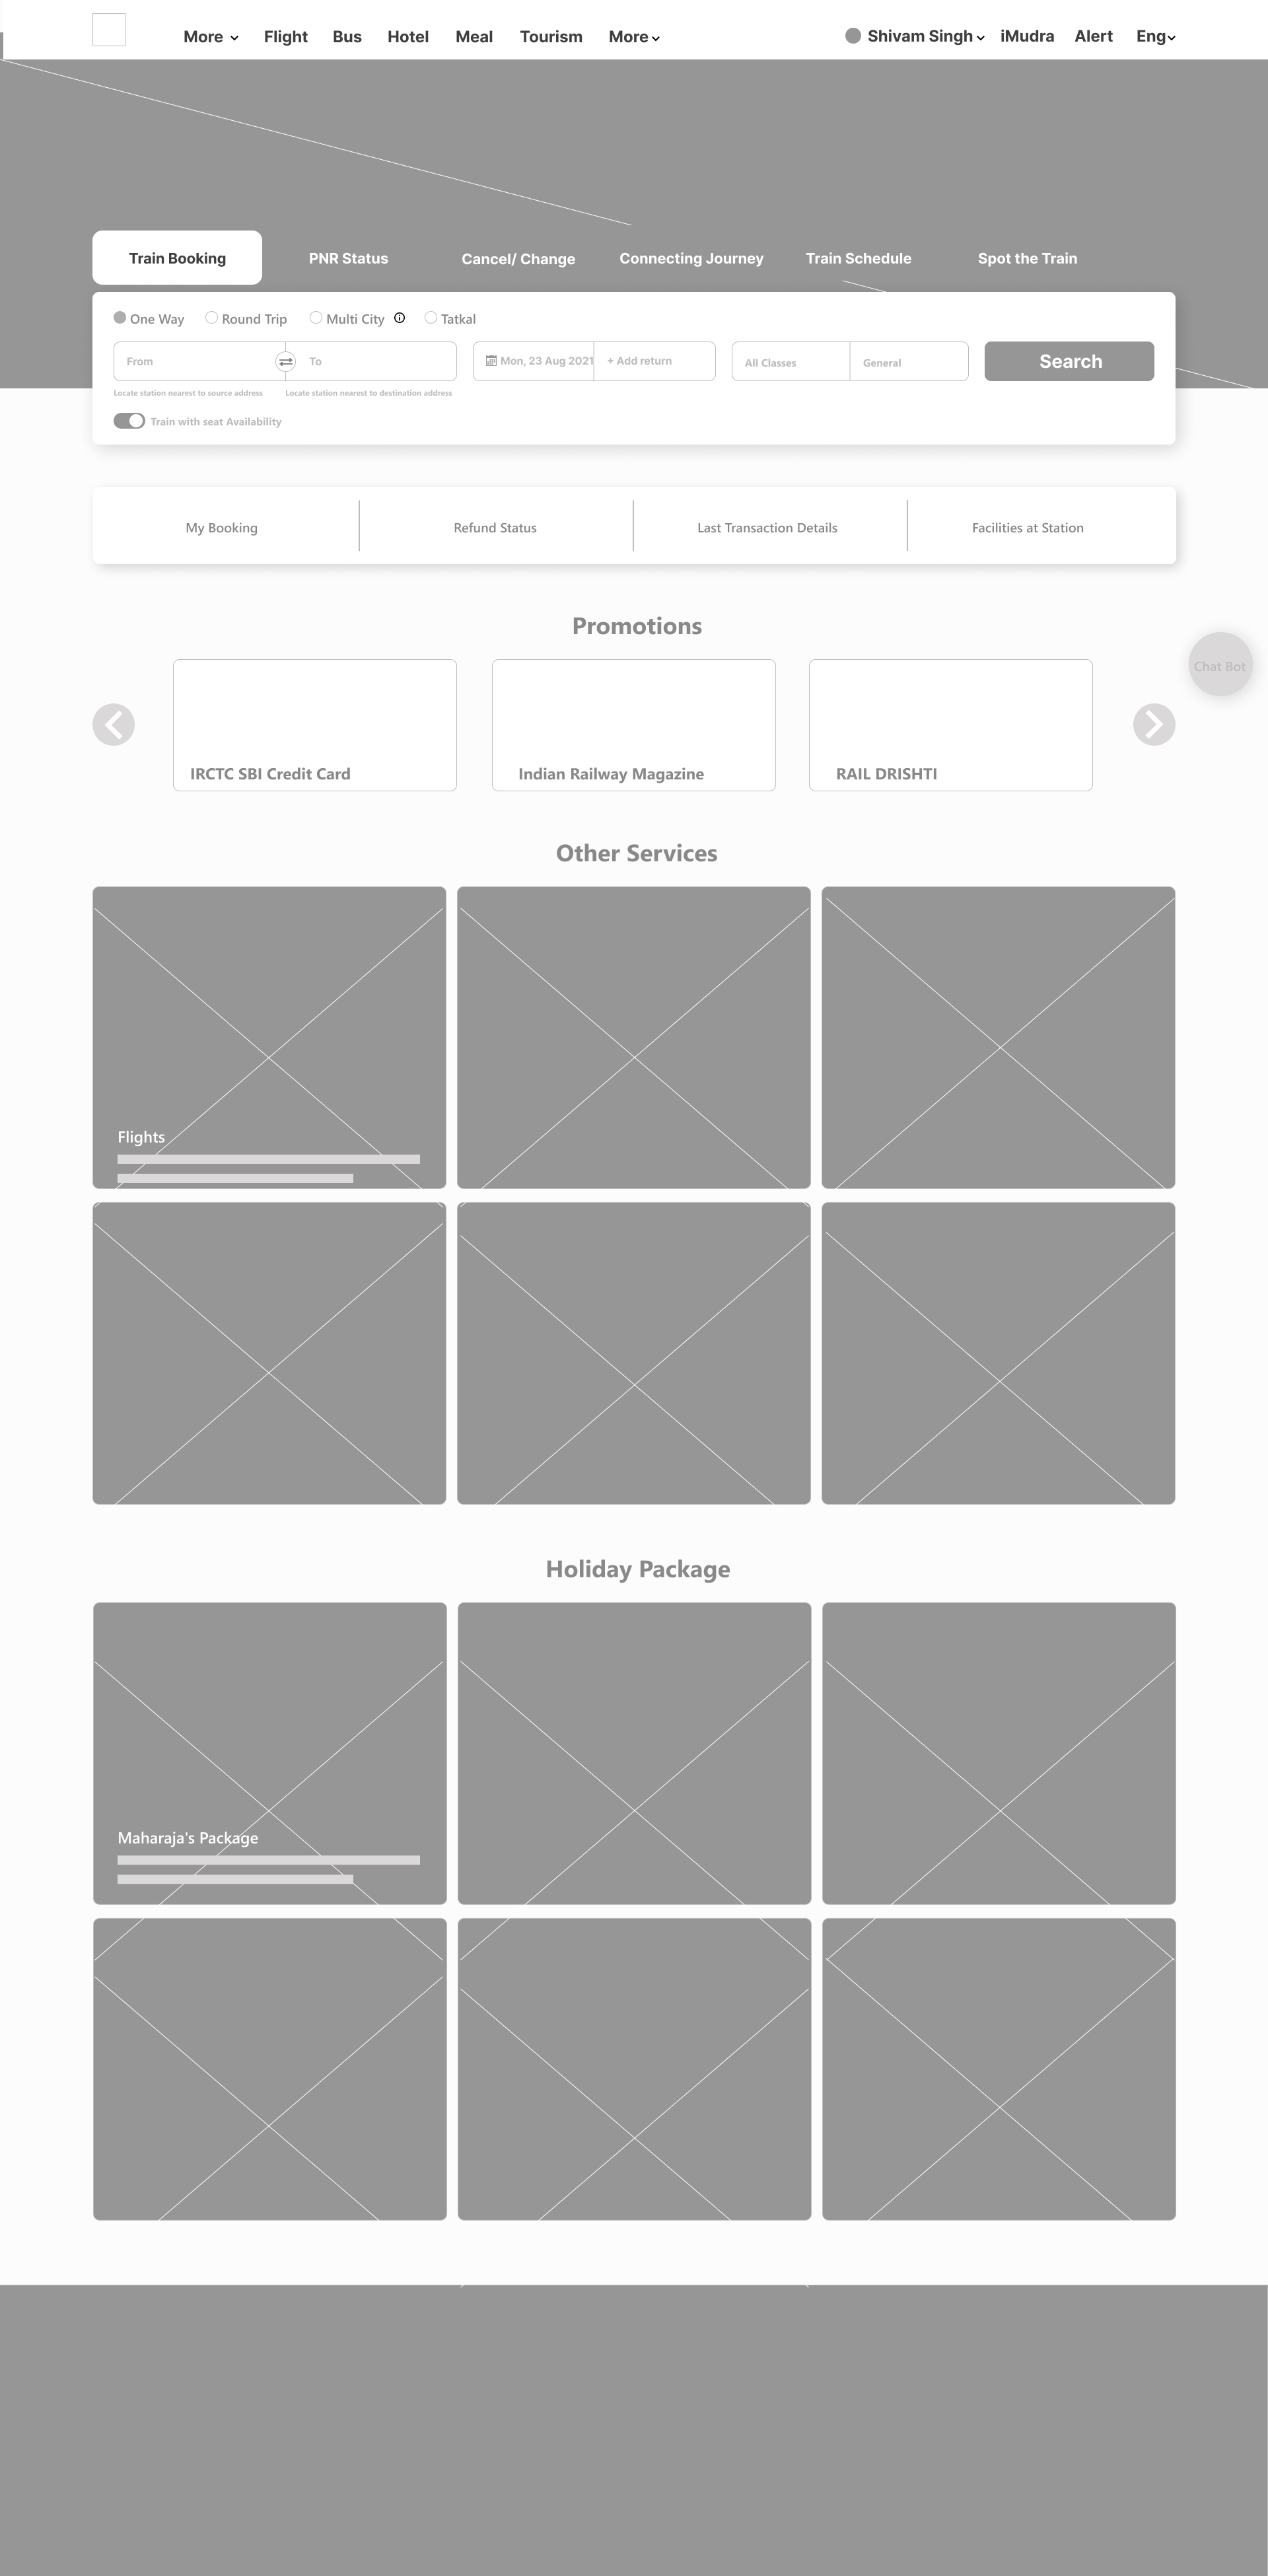 More Flight Bus Hotel Meal Tourism More Shivam Singh iMudra Alert Eng
Train Booking PNR Status Cancel/ Change Connecting Journey Train Schedule Spot the Train
One Way Round Trip Multi City Tatkal
From To Mon, 23 Aug 2021 + Add return All Classes General Search
Locate station nearest to source address Locate station nearest to destination address
Train with seat Availability
My Booking Refund Status Last Transaction Details Facilities at Station
Promotions
Chat Bot
IRCTC SBI Credit Card Indian Railway Magazine RAIL DRISHTI
Other Services
Flights
Holiday Package
Maharaja's Package